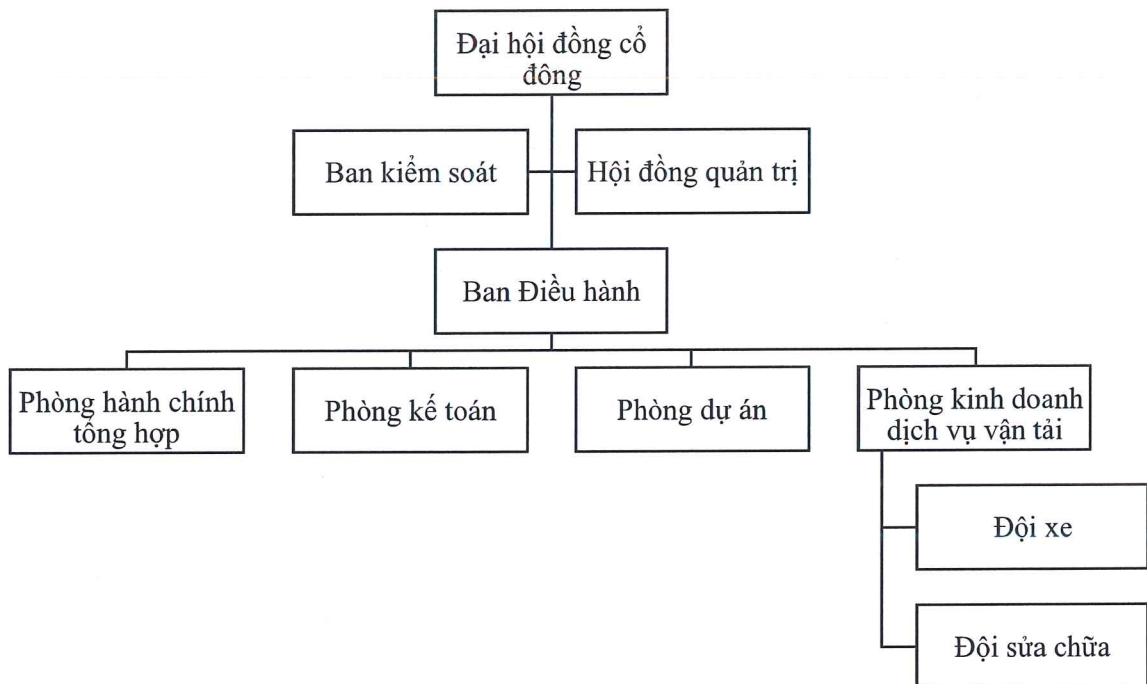 Đại hội đồng cổ
đông
Ban kiểm soát
Hội đồng quản trị
Ban Điều hành
Phòng hành chính
tổng hợp
Phòng kế toán
Phòng dự án
Phòng kinh doanh
dịch vụ vận tải
Đội xe
Đội sửa chữa